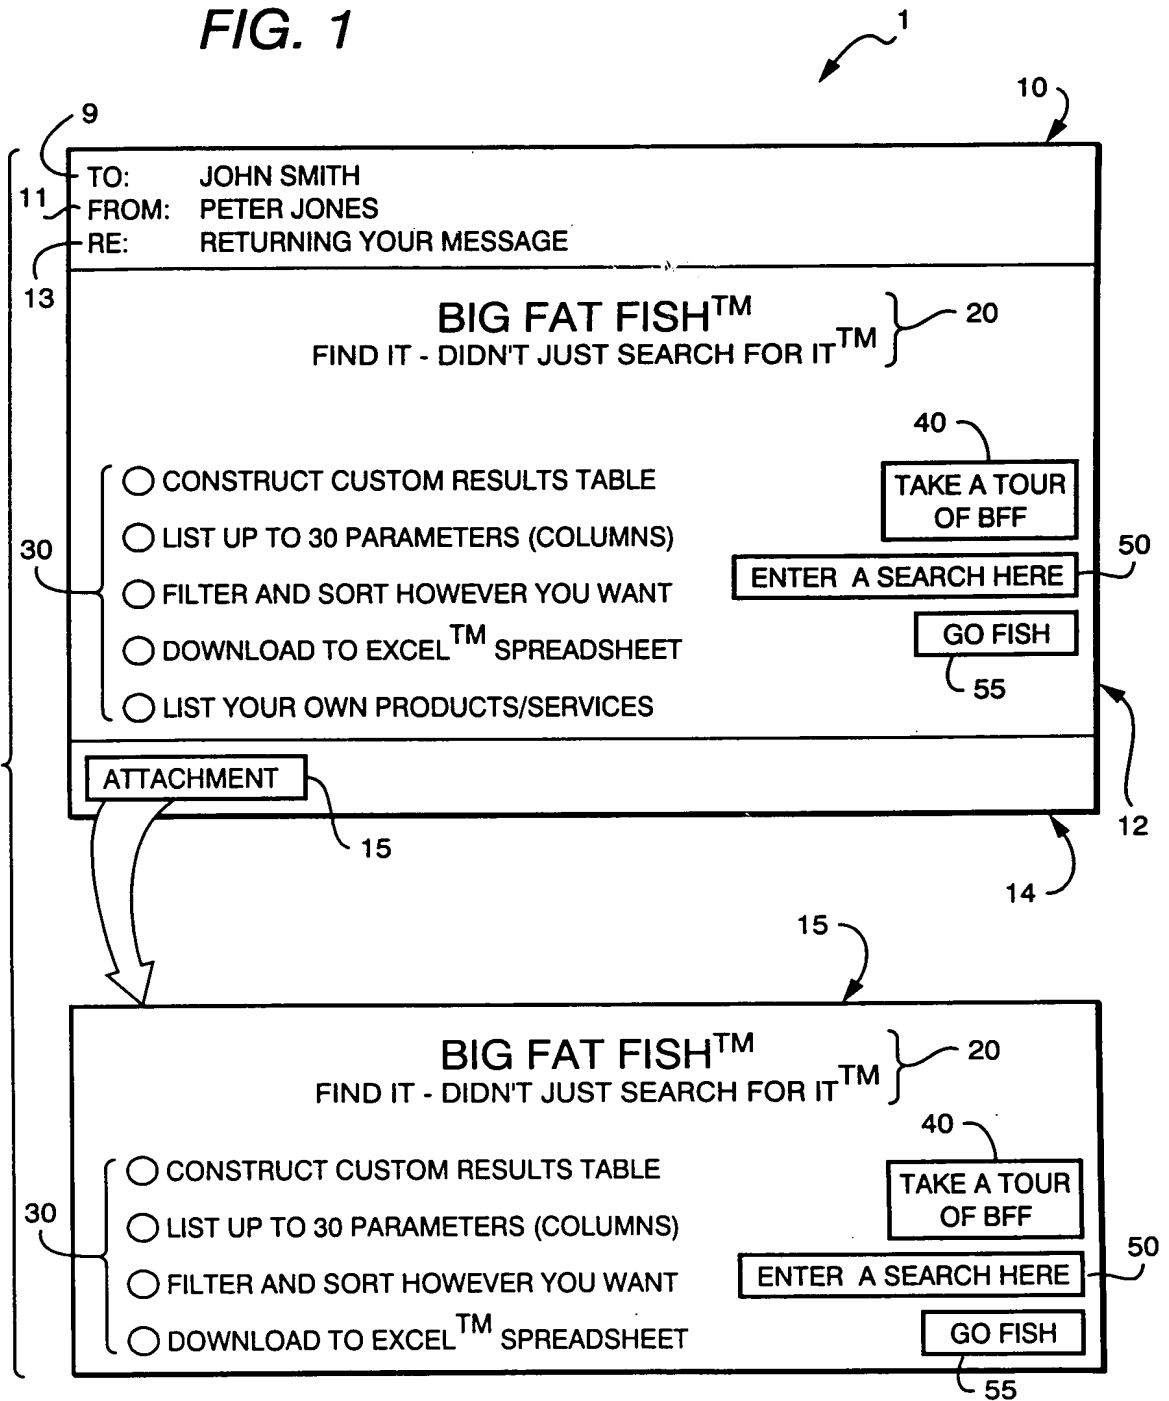 FIG. 1
1
10
9
TO: JOHN SMITH
11
FROM: PETER JONES
RE: RETURNING YOUR MESSAGE
13
BIG FAT FISH™
20
FIND IT - DIDN'T JUST SEARCH FOR IT™
40
CONSTRUCT CUSTOM RESULTS TABLE
TAKE A TOUR
OF BFF
LIST UP TO 30 PARAMETERS (COLUMNS)
30
50
ENTER A SEARCH HERE
FILTER AND SORT HOWEVER YOU WANT
GO FISH
DOWNLOAD TO EXCEL™ SPREADSHEET
55
LIST YOUR OWN PRODUCTS/SERVICES
ATTACHMENT
12
15
14
15
BIG FAT FISH™
20
FIND IT - DIDN'T JUST SEARCH FOR IT™
40
CONSTRUCT CUSTOM RESULTS TABLE
TAKE A TOUR
OF BFF
30
LIST UP TO 30 PARAMETERS (COLUMNS)
50
ENTER A SEARCH HERE
FILTER AND SORT HOWEVER YOU WANT
GO FISH
DOWNLOAD TO EXCEL™ SPREADSHEET
55